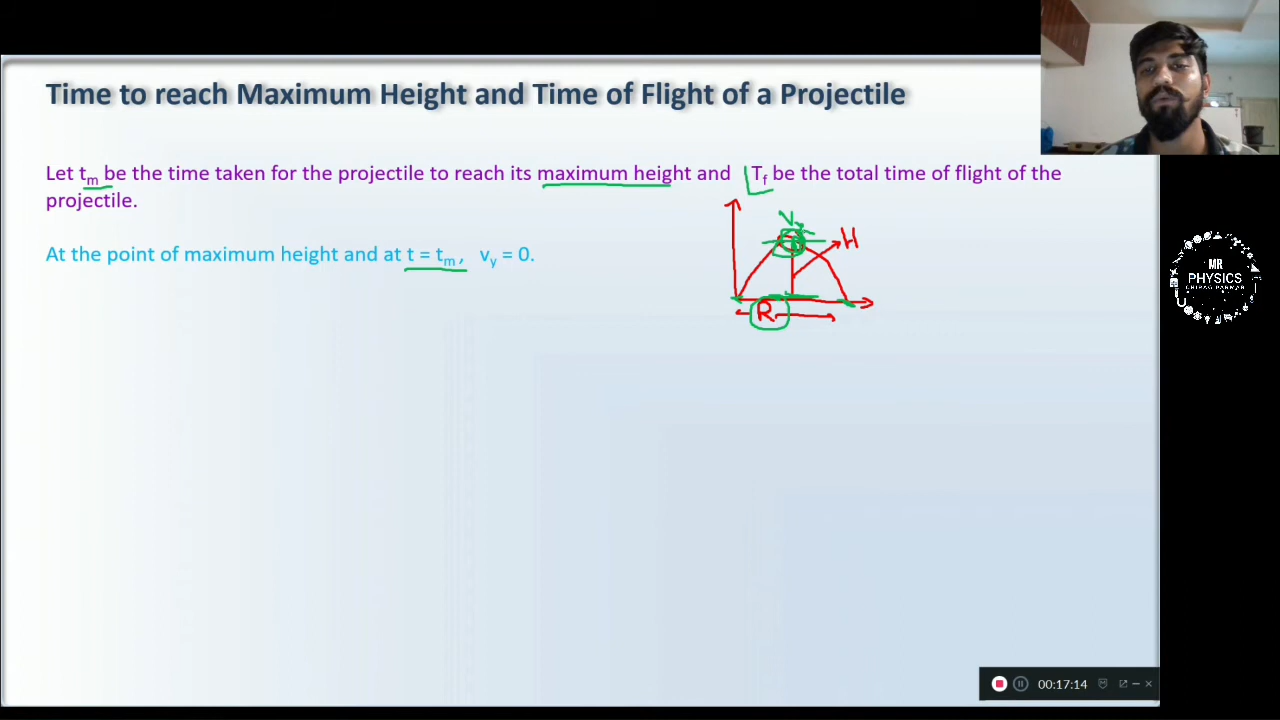 Time to reach Maximum Height and Time of Flight of a Projectile
Let tm be the time taken for the projectile to reach its maximum height and Tf be the total time of flight of the
projectile.
At the point of maximum height and at t = tm , vy = 0.
H
R
MR
PHYSICS
00:17:14